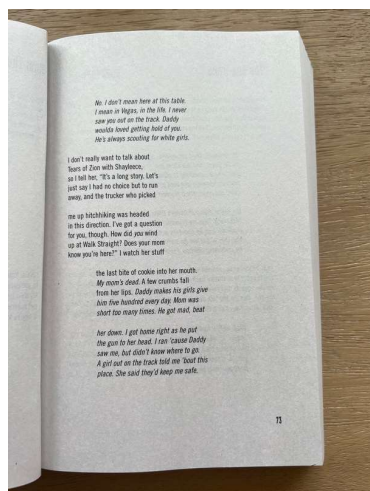 No. I don't mean here at this table.
I mean in Vegas, in the life. I never
saw you out on the track. Daddy
woulda loved getting hold of you.
He's always scouting for white girls.
I don't really want to talk about
Tears of Zion with Shayleece,
so I tell her, "It's a long story. Let's
just say I had no choice but to run
away, and the trucker who picked
me up hitchhiking was headed
in this direction. I've got a question
for you, though. How did you wind
up at Walk Straight? Does your mom
know you're here?" I watch her stuff
the last bite of cookie into her mouth.
My mom's dead. A few crumbs fall
from her lips. Daddy makes his girls give
him five hundred every day. Mom was
short too many times. He got mad, beat
her down. I got home right as he put
the gun to her head. I ran 'cause Daddy
saw me, but didn't know where to go.
A girl out on the track told me 'bout this
place. She said they'd keep me safe.
73